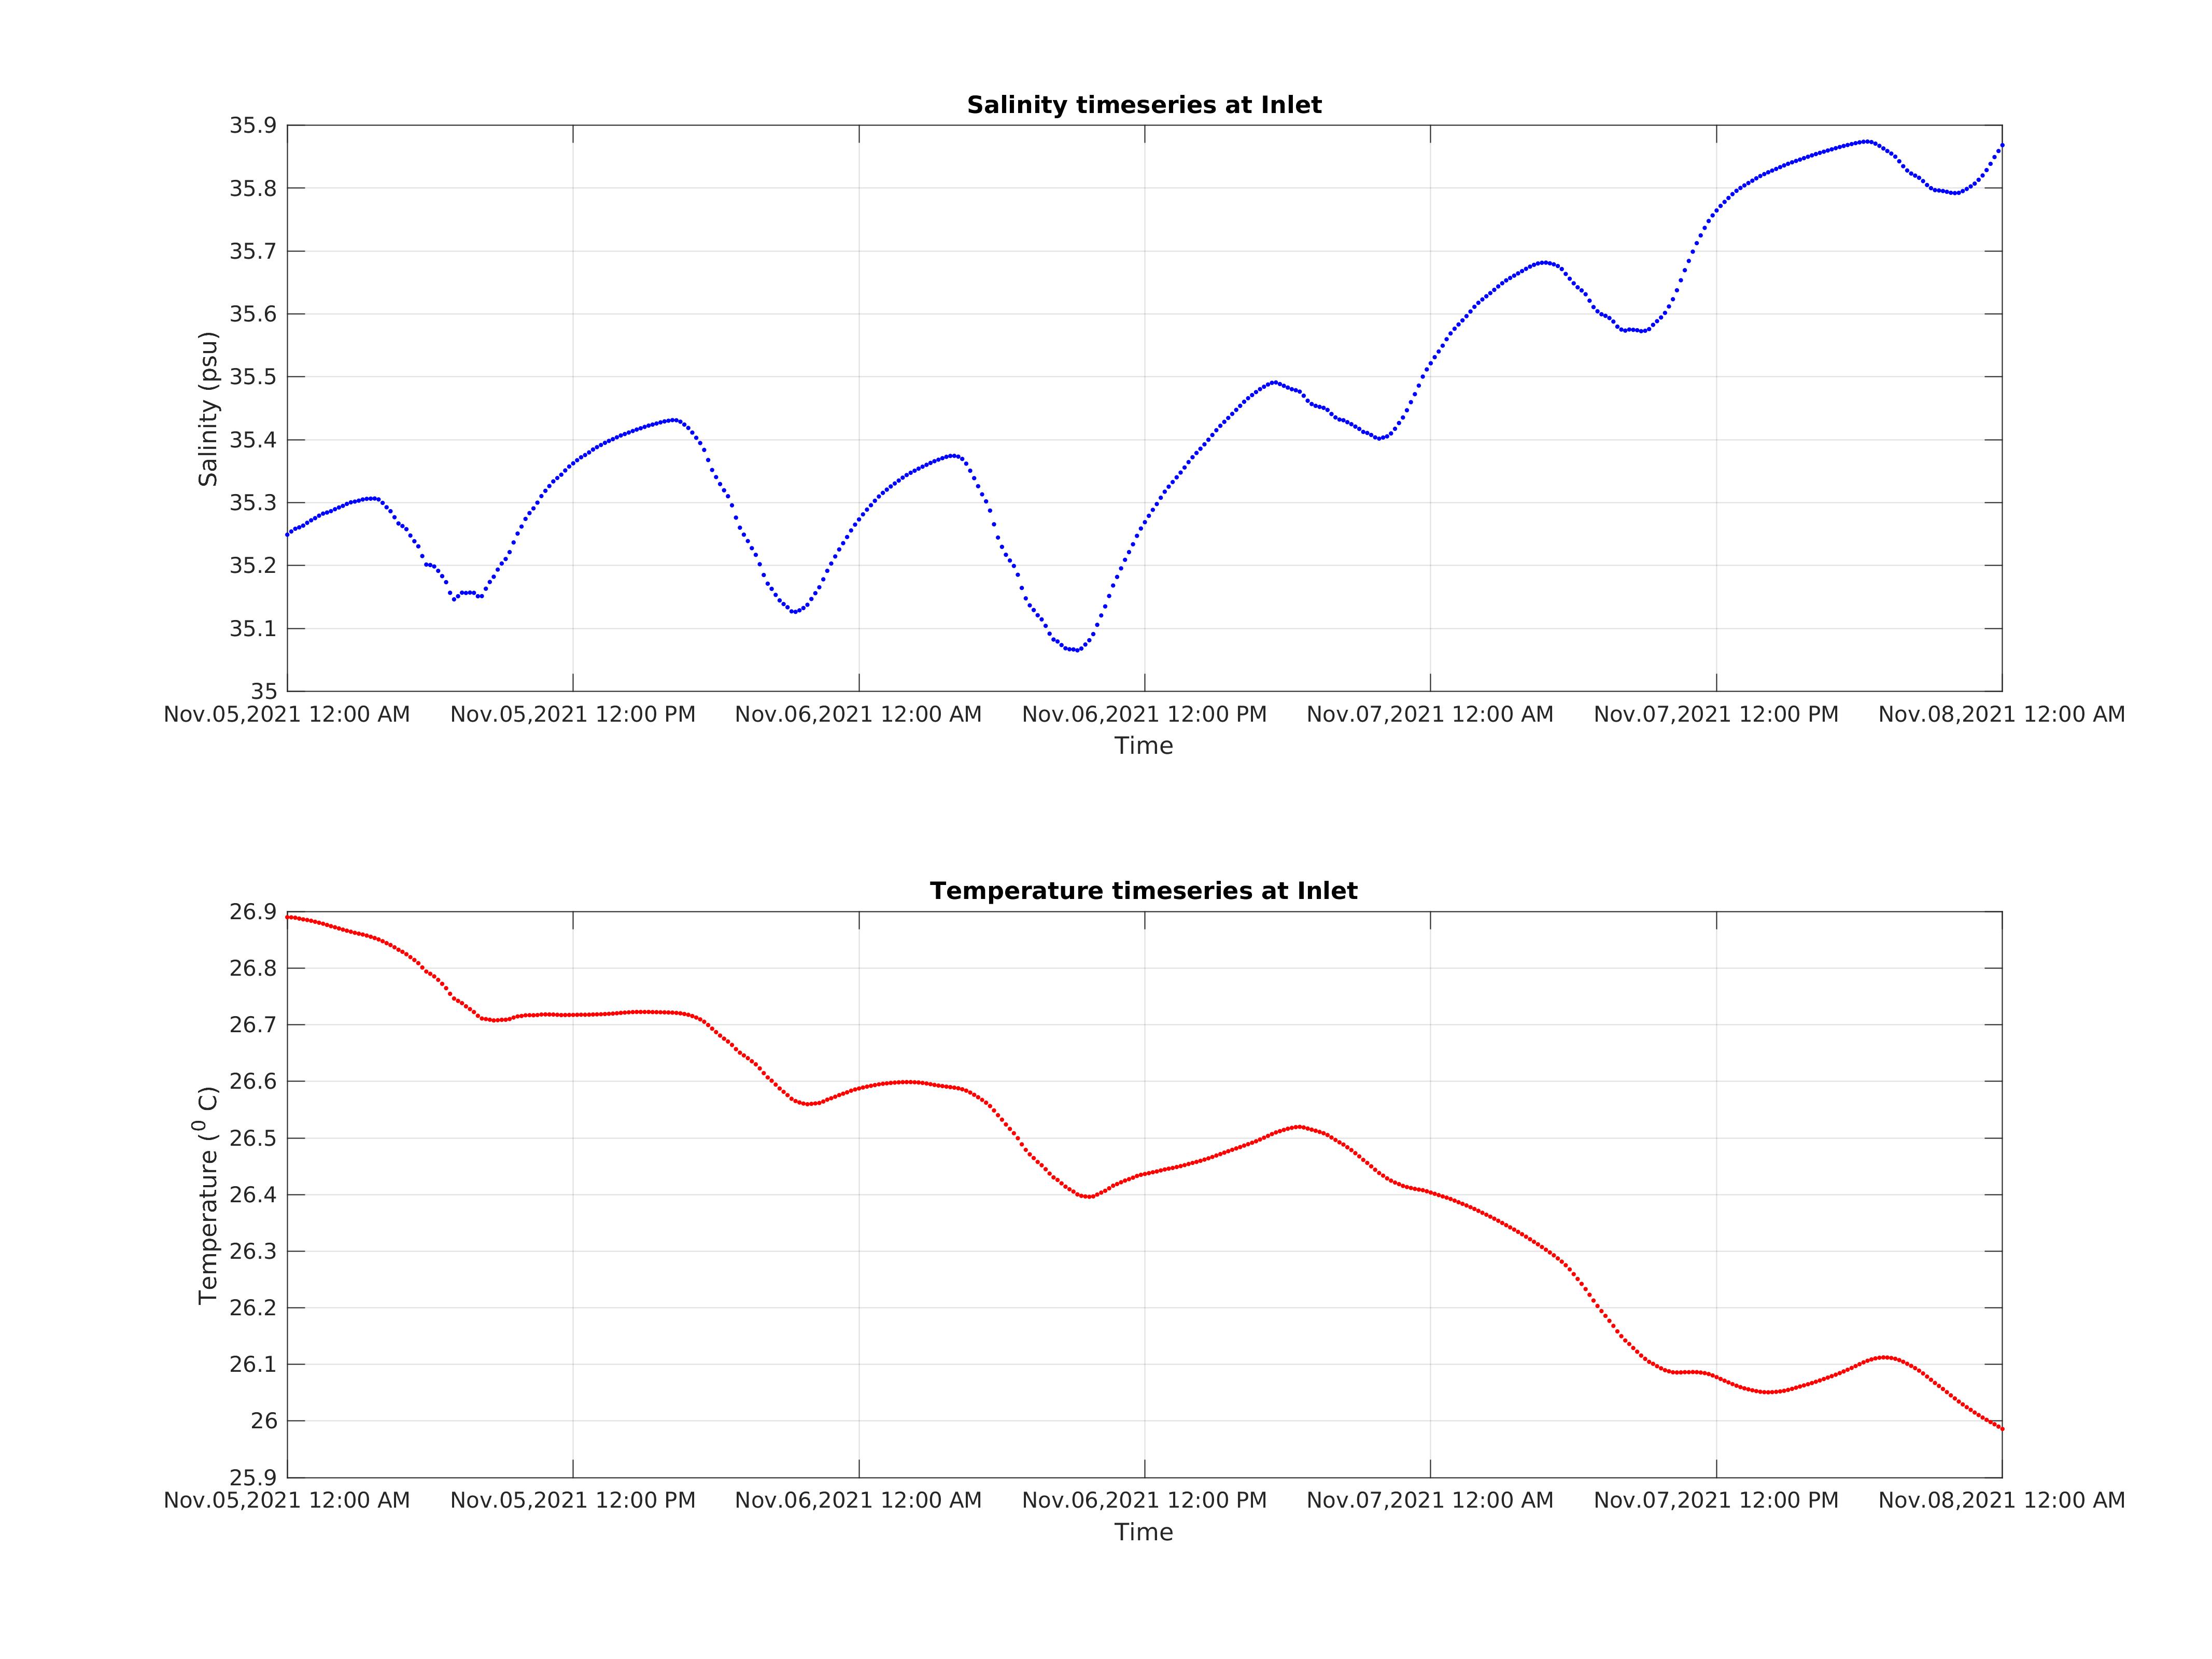 Salinity timeseries at Inlet
35.9
35.8
35.7
35.6
35.5
35.4
35.3
35.2
35.1
35
Salinity (psu)
Nov.05,2021 12:00 AM Nov.05,2021 12:00 PM Nov.06,2021 12:00 AM Nov.06,2021 12:00 PM Nov.07,2021 12:00 AM Nov.07,2021 12:00 PM Nov.08,2021 12:00 AM
Time
Temperature timeseries at Inlet
26.9
26.8
26.7
26.6
26.5
26.4
26.3
26.2
26.1
26
25.9
Temperature (⁰ C)
Nov.05,2021 12:00 AM Nov.05,2021 12:00 PM Nov.06,2021 12:00 AM Nov.06,2021 12:00 PM Nov.07,2021 12:00 AM Nov.07,2021 12:00 PM Nov.08,2021 12:00 AM
Time